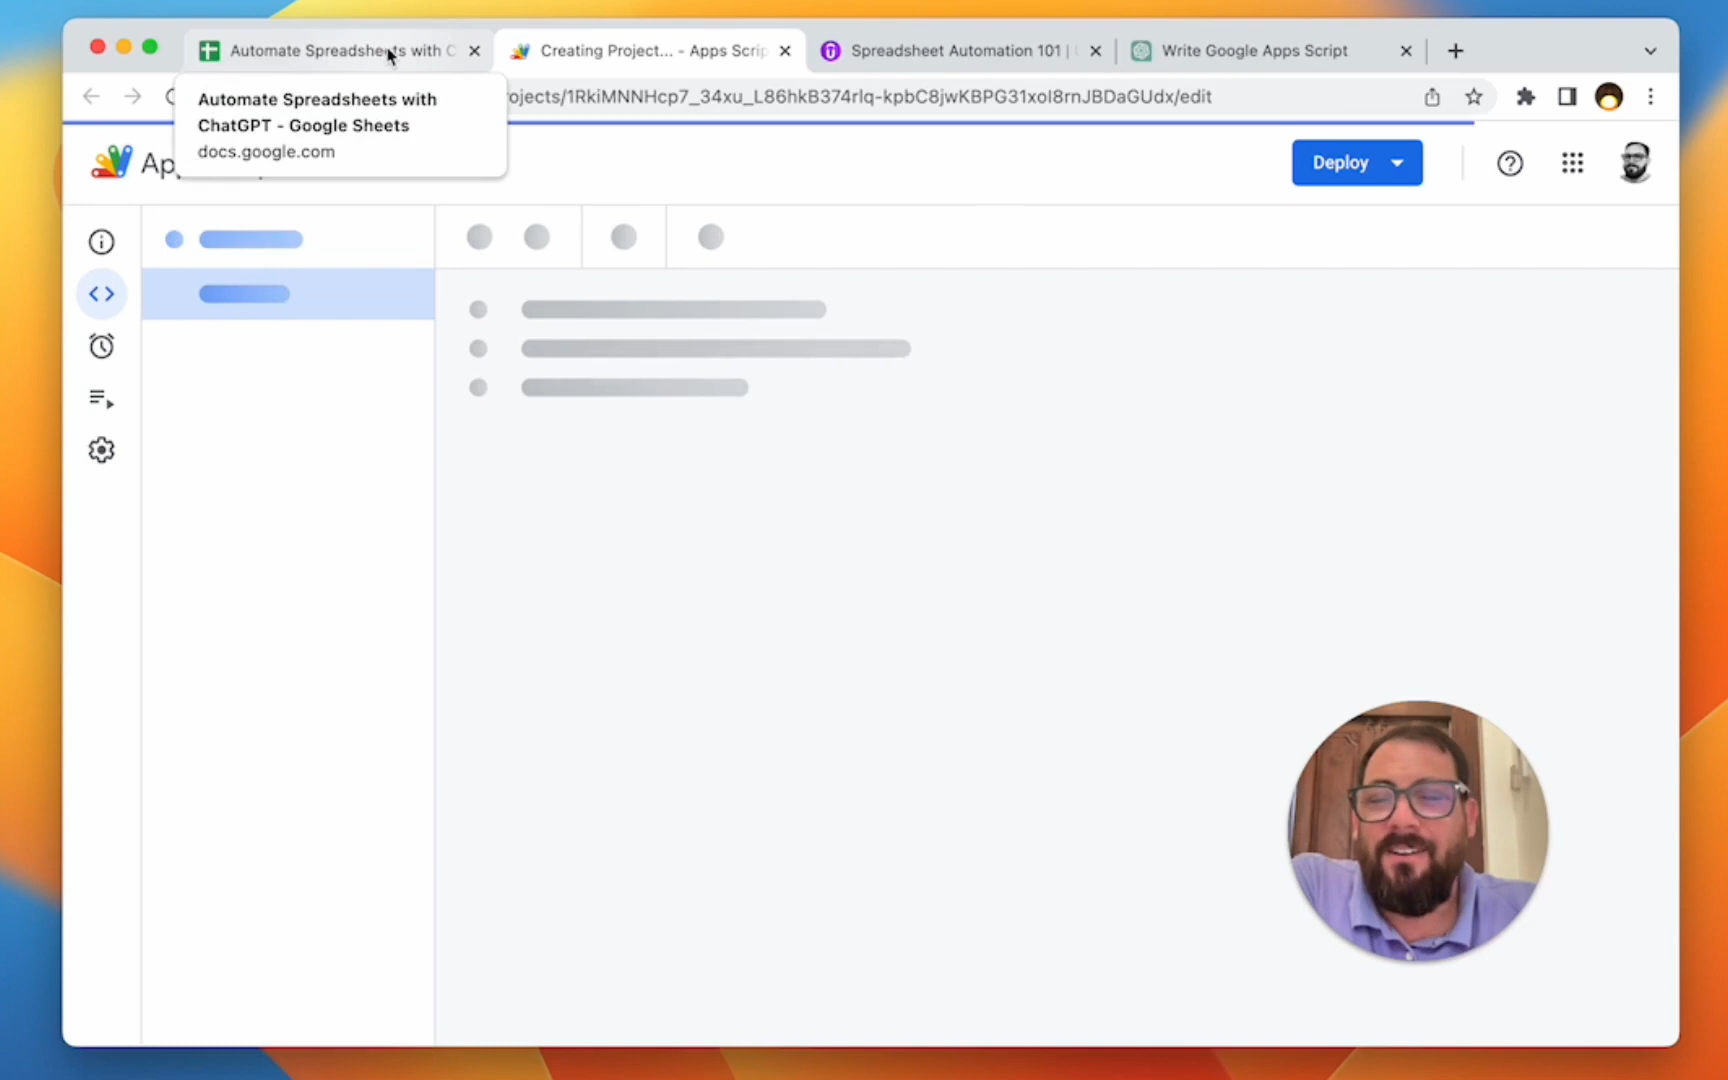 Automate Spreadsheets with C
Creating Project... - Apps Scrip
Spreadsheet Automation 101 |
Write Google Apps Script
Automate Spreadsheets with
ChatGPT - Google Sheets
docs.google.com
ojects/1RkiMNNHcp7_34xu_L86hkB374rlq-kpbC8jwKBPG31xol8rnJBDaGUdx/edit
Ap
Deploy